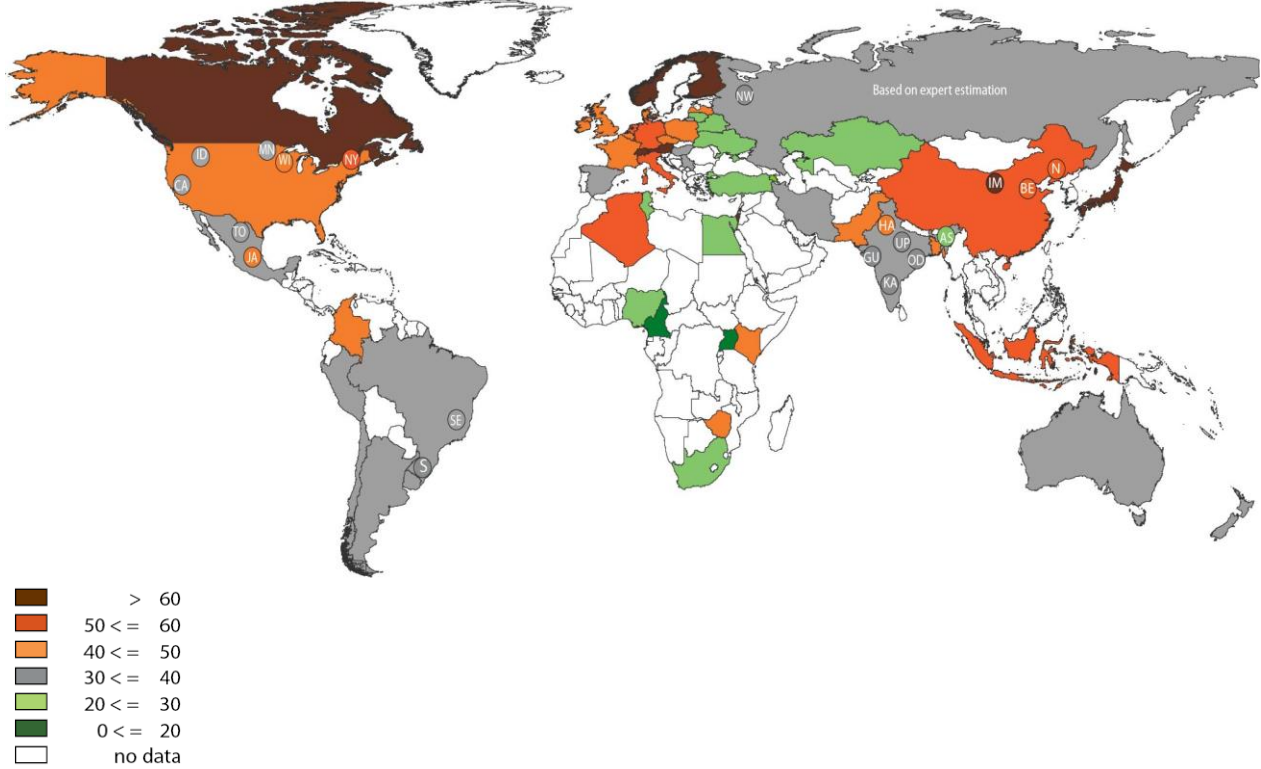 NW
Based on expert estimation
ID
MN
WI
NY
CA
IM
N
BE
TO
JA
HA
UP
AS
GU
OD
KA
SE
S
> 60
50 < = 60
40 < = 50
30 < = 40
20 < = 30
0 < = 20
no data